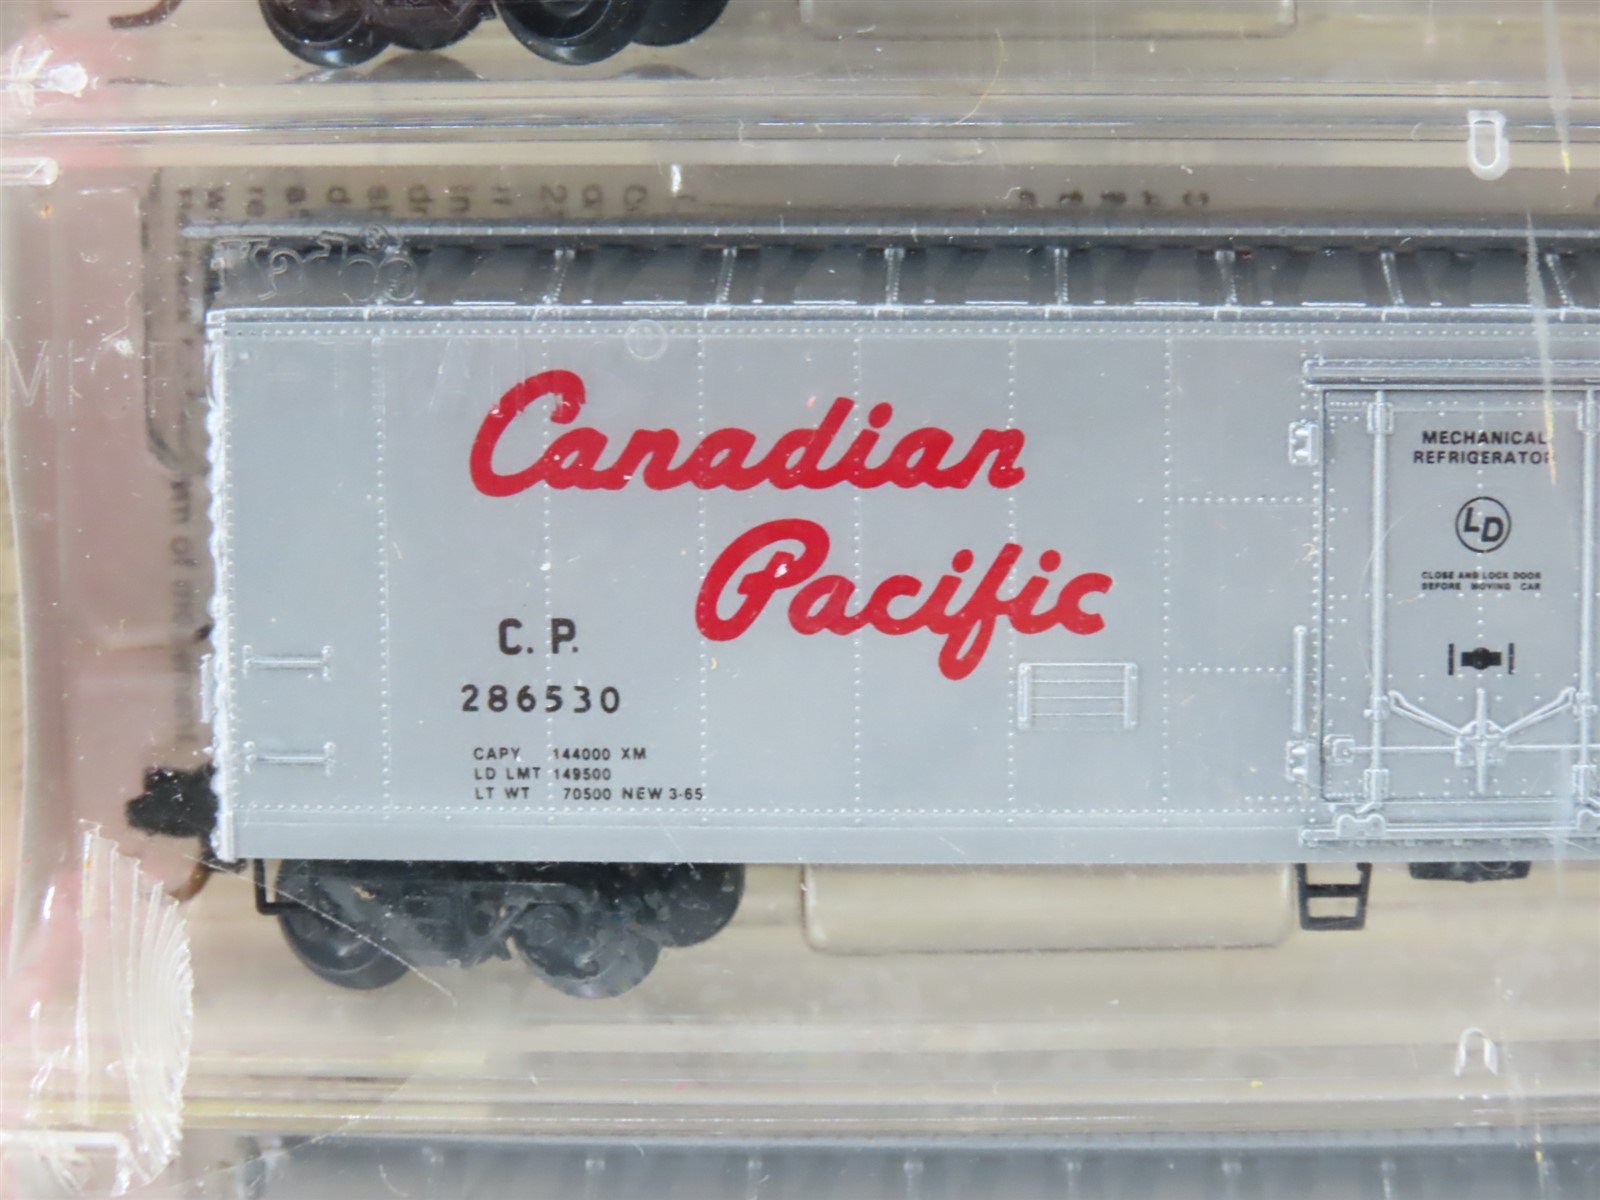 Canadian
Pacific
C. P.
286530
CAPY 144000 XM
LD LMT 149500
LT WT 70500 NEW 3-65
MECHANICAL
REFRIGERATOR
LD
CLOSE AND LOCK DOOR
BEFORE MOVING CAR